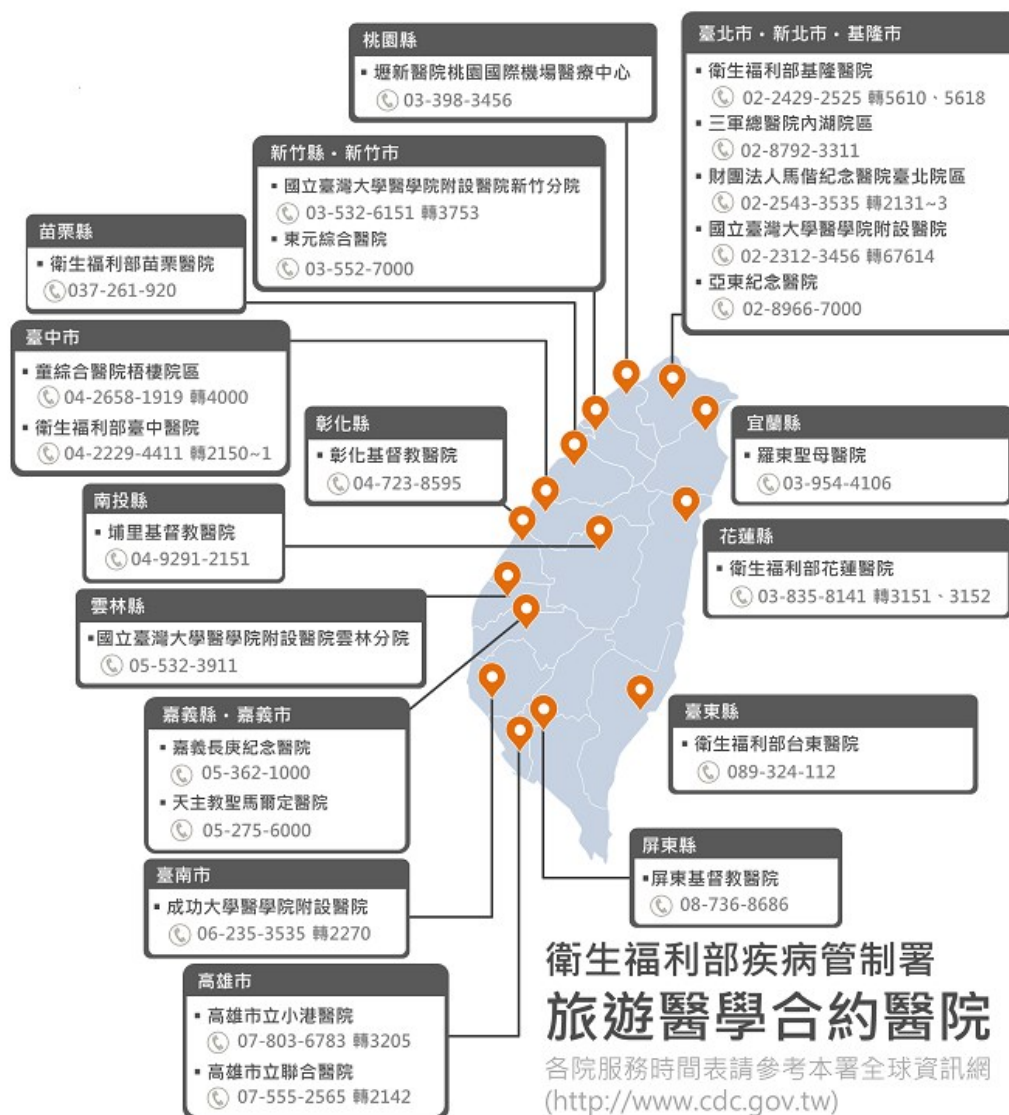 桃園縣
▪ 壢新醫院桃園國際機場醫療中心
03-398-3456
臺北市・新北市・基隆市
▪ 衛生福利部基隆醫院
02-2429-2525 轉5610、5618
▪ 三軍總醫院內湖院區
02-8792-3311
▪ 財團法人馬偕紀念醫院臺北院區
02-2543-3535 轉2131~3
▪ 國立臺灣大學醫學院附設醫院
02-2312-3456 轉67614
▪ 亞東紀念醫院
02-8966-7000
新竹縣・新竹市
▪ 國立臺灣大學醫學院附設醫院新竹分院
03-532-6151 轉3753
▪ 東元綜合醫院
03-552-7000
苗栗縣
▪ 衛生福利部苗栗醫院
037-261-920
臺中市
▪ 童綜合醫院梧棲院區
04-2658-1919 轉4000
▪ 衛生福利部臺中醫院
04-2229-4411 轉2150~1
彰化縣
▪ 彰化基督教醫院
04-723-8595
宜蘭縣
▪ 羅東聖母醫院
03-954-4106
南投縣
▪ 埔里基督教醫院
04-9291-2151
花蓮縣
▪ 衛生福利部花蓮醫院
03-835-8141 轉3151、3152
雲林縣
▪國立臺灣大學醫學院附設醫院雲林分院
05-532-3911
嘉義縣・嘉義市
▪ 嘉義長庚紀念醫院
05-362-1000
▪ 天主教聖馬爾定醫院
05-275-6000
臺東縣
▪ 衛生福利部台東醫院
089-324-112
屏東縣
▪屏東基督教醫院
08-736-8686
臺南市
▪ 成功大學醫學院附設醫院
06-235-3535 轉2270
高雄市
▪ 高雄市立小港醫院
07-803-6783 轉3205
▪ 高雄市立聯合醫院
07-555-2565 轉2142
衛生福利部疾病管制署
旅遊醫學合約醫院
各院服務時間表請參考本署全球資訊網
(http://www.cdc.gov.tw)